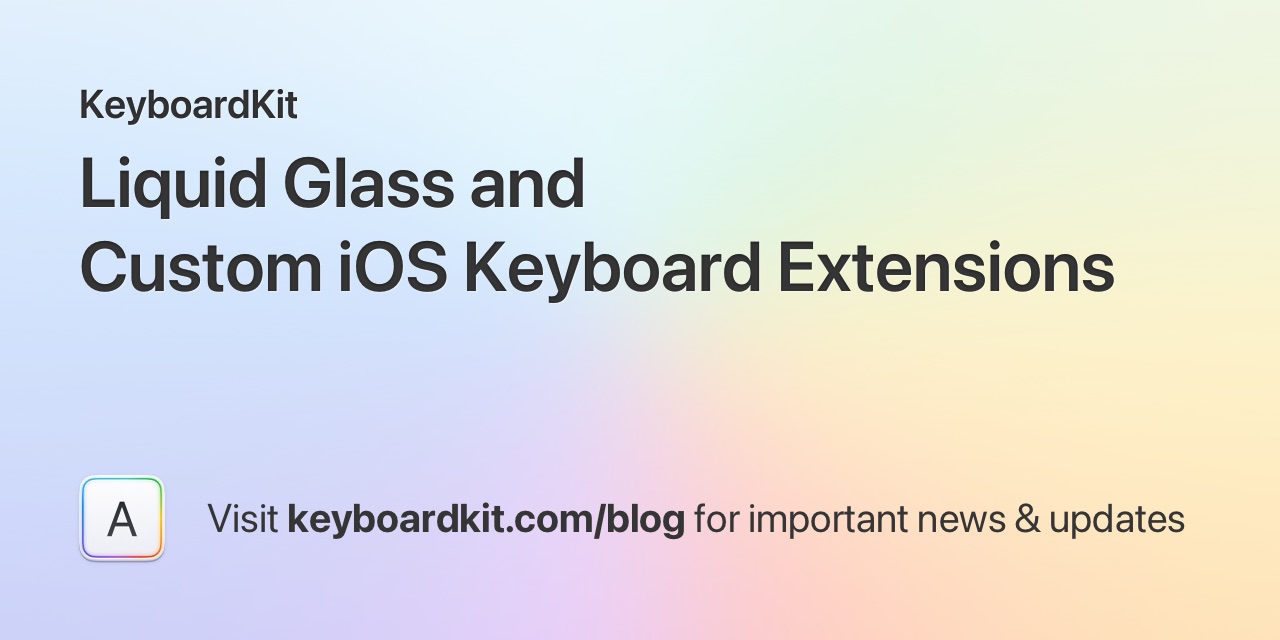 KeyboardKit
Liquid Glass and
Custom iOS Keyboard Extensions
A
Visit keyboardkit.com/blog for important news & updates